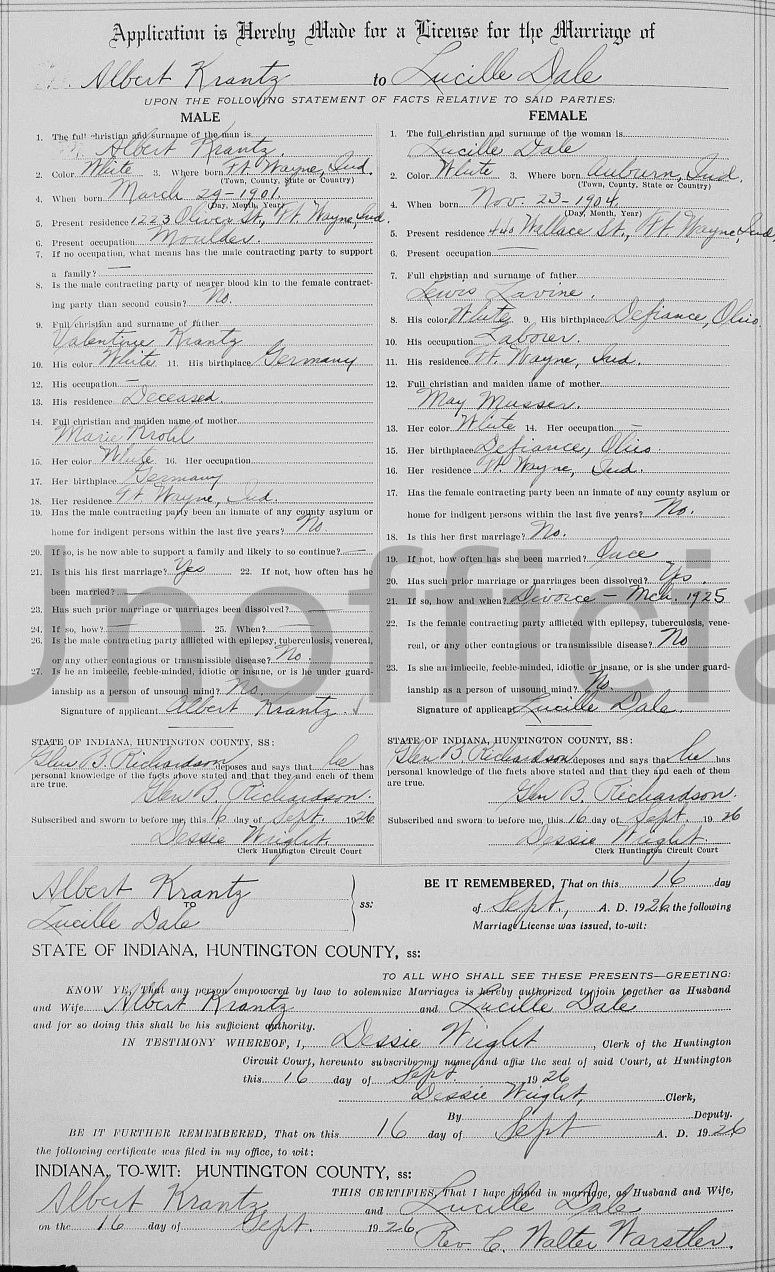 Application is Hereby Made for a License for the Marriage of
Albert Krantz to Lucille Dale
UPON THE FOLLOWING STATEMENT OF FACTS RELATIVE TO SAID PARTIES:
MALE
1. The full christian and surname of the man is
Albert Krantz.
2. Color White 3. Where born Ft. Wayne, Ind.
(Town, County, State or Country)
4. When born March 29-1901.
(Day, Month, Year)
5. Present residence 1223 Oliver St., Ft. Wayne, Ind.
6. Present occupation Moulder.
7. If no occupation, what means has the male contracting party to support
a family? —
8. Is the male contracting party of nearer blood kin to the female contract-
ing party than second cousin? No.
9. Full christian and surname of father
Valentine Krantz
10. His color White 11. His birthplace Germany
12. His occupation —
13. His residence Deceased.
14. Full christian and maiden name of mother
Marie Krohl
15. Her color White 16. Her occupation
17. Her birthplace Germany
18. Her residence Ft. Wayne, Ind.
19. Has the male contracting party been an inmate of any county asylum or
home for indigent persons within the last five years? No.
20. If so, is he now able to support a family and likely to so continue? —
21. Is this his first marriage? Yes 22. If not, how often has he
been married? —
23. Has such prior marriage or marriages been dissolved? —
24. If so, how? — 25. When? —
26. Is the male contracting party afflicted with epilepsy, tuberculosis, venereal,
or any other contagious or transmissible disease? No
27. Is he an imbecile, feeble-minded, idiotic or insane, or is he under guard-
ianship as a person of unsound mind? No.
Signature of applicant Albert Krantz.
STATE OF INDIANA, HUNTINGTON COUNTY, SS:
Glen B. Richardson deposes and says that he has
personal knowledge of the facts above stated and that they and each of them
are true.
Glen B. Richardson.
Subscribed and sworn to before me, this 16 day of Sept. 1926
Dessie Wright
Clerk Huntington Circuit Court
FEMALE
1. The full christian and surname of the woman is
Lucille Dale
2. Color White 3. Where born Auburn, Ind.
(Town, County, State or Country)
4. When born Nov. 23-1904.
(Day, Month, Year)
5. Present residence 440 Wallace St., Ft Wayne, Ind.
6. Present occupation
7. Full christian and surname of father
Lewis Lavine.
8. His color White 9. His birthplace Defiance, Ohio
10. His occupation Laborer.
11. His residence Ft. Wayne, Ind.
12. Full christian and maiden name of mother
May Musser.
13. Her color White 14. Her occupation —
15. Her birthplace Defiance, Ohio.
16. Her residence Ft. Wayne, Ind.
17. Has the female contracting party been an inmate of any county asylum or
home for indigent persons within the last five years? No.
18. Is this her first marriage? No.
19. If not, how often has she been married? Once
20. Has such prior marriage or marriages been dissolved? Yes.
21. If so, how and when? Divorce - Mch. 1925
22. Is the female contracting party afflicted with epilepsy, tuberculosis, vene-
real, or any other contagious or transmissible disease? No
23. Is she an imbecile, feeble-minded, idiotic or insane, or is she under guard-
ianship as a person of unsound mind? No.
Signature of applicant Lucille Dale.
STATE OF INDIANA, HUNTINGTON COUNTY, SS:
Glen B. Richardson deposes and says that he has
personal knowledge of the facts above stated and that they and each of them
are true.
Glen B. Richardson.
Subscribed and sworn to before me, this 16 day of Sept. 1926
Dessie Wright
Clerk Huntington Circuit Court
Unofficia
Albert Krantz
TO
Lucille Dale
ss:
BE IT REMEMBERED, That on this 16 day
of Sept., A. D. 1926 the following
Marriage License was issued, to-wit:
STATE OF INDIANA, HUNTINGTON COUNTY, ss:
TO ALL WHO SHALL SEE THESE PRESENTS—GREETING:
KNOW YE, That any person empowered by law to solemnize Marriages is hereby authorized to join together as Husband
and Wife Albert Krantz and Lucille Dale
and for so doing this shall be his sufficient authority.
IN TESTIMONY WHEREOF, I, Dessie Wright, Clerk of the Huntington
Circuit Court, hereunto subscribe my name and affix the seal of said Court, at Huntington
this 16 day of Sept. 1926
Dessie Wright, Clerk,
By Deputy.
BE IT FURTHER REMEMBERED, That on this 16 day of Sept A. D. 1926
the following certificate was filed in my office, to wit:
INDIANA, TO-WIT: HUNTINGTON COUNTY, ss:
THIS CERTIFIES, That I have joined in marriage, as Husband and Wife,
Albert Krantz and Lucille Dale
on the 16 day of Sept. 1926
Rev. C. Walter Warstler.